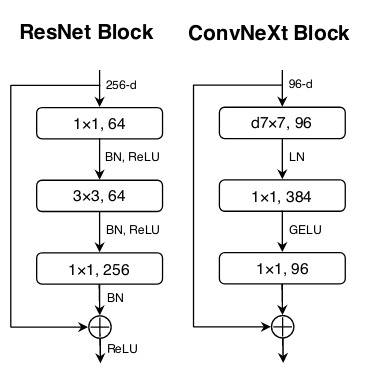 ResNet Block
256-d
1×1, 64
BN, ReLU
3×3, 64
BN, ReLU
1×1, 256
BN
ReLU
ConvNeXt Block
96-d
d7×7, 96
LN
1×1, 384
GELU
1×1, 96